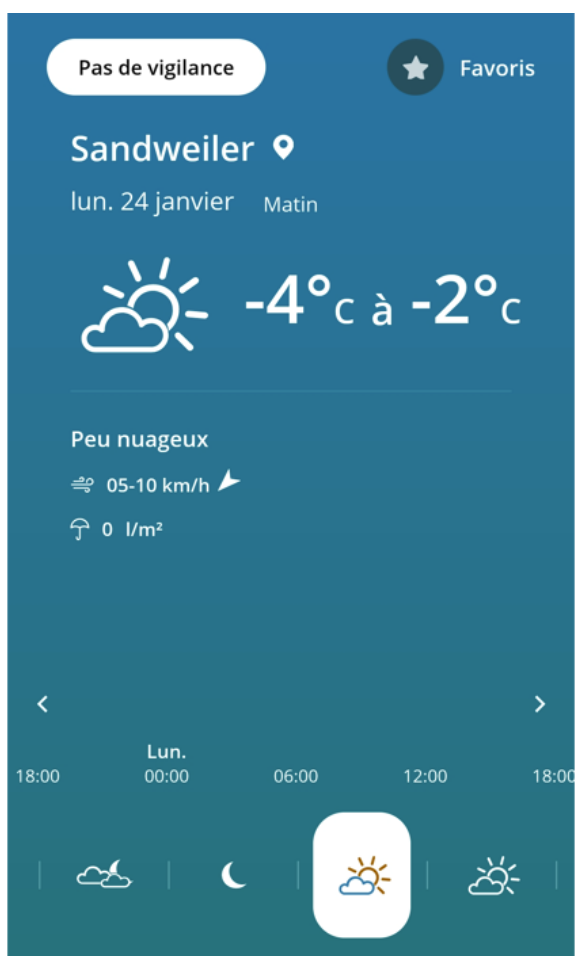 Pas de vigilance
Favoris
Sandweiler
lun. 24 janvier Matin
-4°c à -2°c
Peu nuageux
05-10 km/h
0 l/m²
Lun.
18:00 00:00 06:00 12:00 18:00